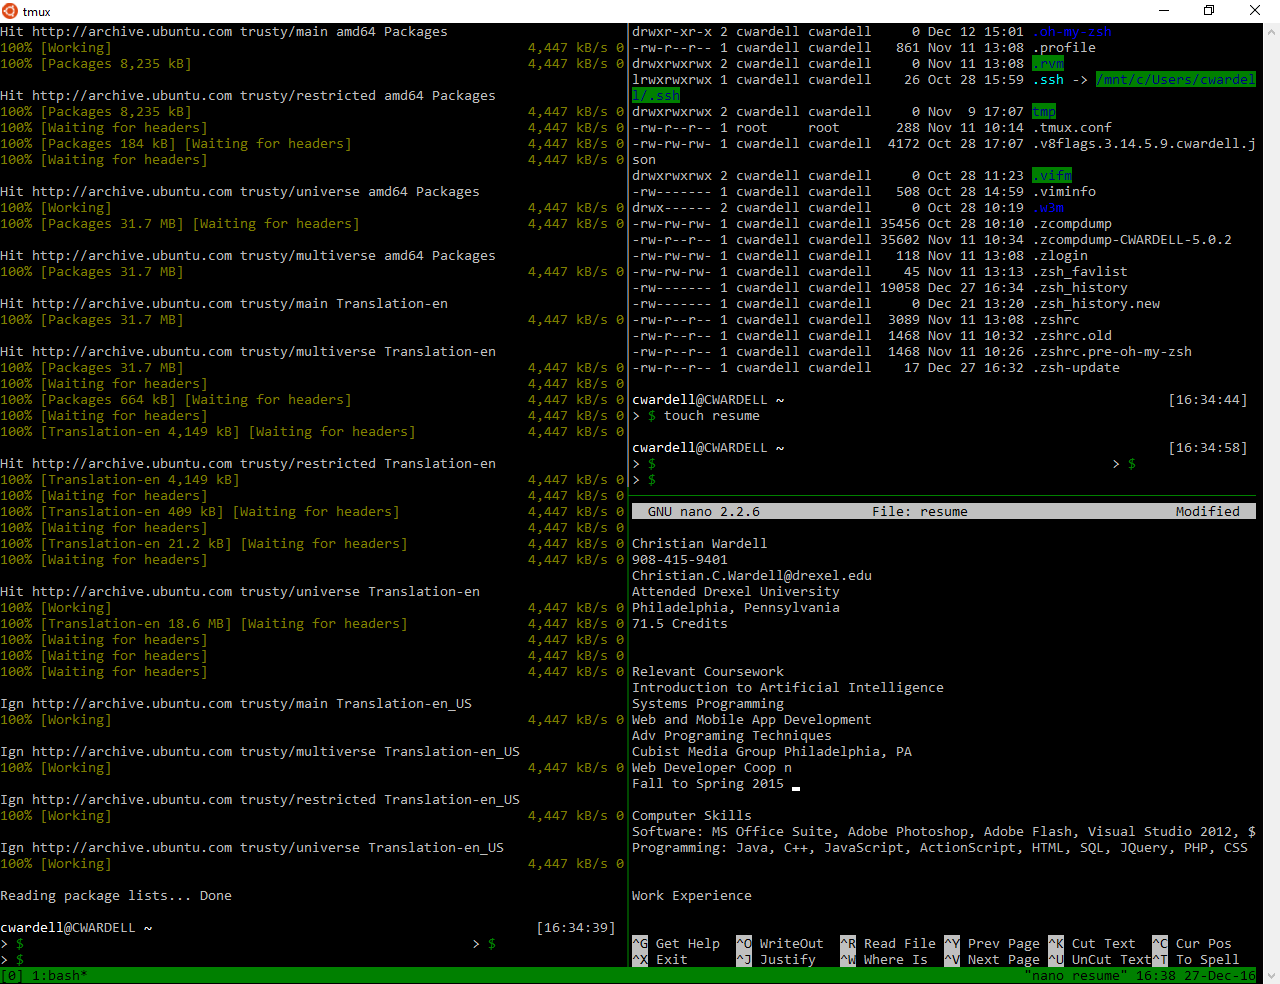 tmux
Hit http://archive.ubuntu.com trusty/main amd64 Packages
100% [Working] 4,447 kB/s 0
100% [Packages 8,235 kB] 4,447 kB/s 0
Hit http://archive.ubuntu.com trusty/restricted amd64 Packages
100% [Packages 8,235 kB] 4,447 kB/s 0
100% [Waiting for headers] 4,447 kB/s 0
100% [Packages 184 kB] [Waiting for headers] 4,447 kB/s 0
100% [Waiting for headers] 4,447 kB/s 0
Hit http://archive.ubuntu.com trusty/universe amd64 Packages
100% [Working] 4,447 kB/s 0
100% [Packages 31.7 MB] [Waiting for headers] 4,447 kB/s 0
Hit http://archive.ubuntu.com trusty/multiverse amd64 Packages
100% [Packages 31.7 MB] 4,447 kB/s 0
Hit http://archive.ubuntu.com trusty/main Translation-en
100% [Packages 31.7 MB] 4,447 kB/s 0
Hit http://archive.ubuntu.com trusty/multiverse Translation-en
100% [Packages 31.7 MB] 4,447 kB/s 0
100% [Waiting for headers] 4,447 kB/s 0
100% [Packages 664 kB] [Waiting for headers] 4,447 kB/s 0
100% [Waiting for headers] 4,447 kB/s 0
100% [Translation-en 4,149 kB] [Waiting for headers] 4,447 kB/s 0
Hit http://archive.ubuntu.com trusty/restricted Translation-en
100% [Translation-en 4,149 kB] 4,447 kB/s 0
100% [Waiting for headers] 4,447 kB/s 0
100% [Translation-en 409 kB] [Waiting for headers] 4,447 kB/s 0
100% [Waiting for headers] 4,447 kB/s 0
100% [Translation-en 21.2 kB] [Waiting for headers] 4,447 kB/s 0
100% [Waiting for headers] 4,447 kB/s 0
Hit http://archive.ubuntu.com trusty/universe Translation-en
100% [Working] 4,447 kB/s 0
100% [Translation-en 18.6 MB] [Waiting for headers] 4,447 kB/s 0
100% [Waiting for headers] 4,447 kB/s 0
100% [Waiting for headers] 4,447 kB/s 0
100% [Waiting for headers] 4,447 kB/s 0
Ign http://archive.ubuntu.com trusty/main Translation-en_US
100% [Working] 4,447 kB/s 0
Ign http://archive.ubuntu.com trusty/multiverse Translation-en_US
100% [Working] 4,447 kB/s 0
Ign http://archive.ubuntu.com trusty/restricted Translation-en_US
100% [Working] 4,447 kB/s 0
Ign http://archive.ubuntu.com trusty/universe Translation-en_US
100% [Working] 4,447 kB/s 0
Reading package lists... Done
cwardell@CWARDELL ~ [16:34:39]
> $ > $
> $
drwxr-xr-x 2 cwardell cwardell 0 Dec 12 15:01 .oh-my-zsh
-rw-r--r-- 1 cwardell cwardell 861 Nov 11 13:08 .profile
drwxrwxrwx 2 cwardell cwardell 0 Nov 11 13:08 .rvm
lrwxrwxrwx 1 cwardell cwardell 26 Oct 28 15:59 .ssh -> /mnt/c/Users/cwardel
l/.ssh
drwxrwxrwx 2 cwardell cwardell 0 Nov 9 17:07 tmp
-rw-r--r-- 1 root root 288 Nov 11 10:14 .tmux.conf
-rw-rw-rw- 1 cwardell cwardell 4172 Oct 28 17:07 .v8flags.3.14.5.9.cwardell.j
son
drwxrwxrwx 2 cwardell cwardell 0 Oct 28 11:23 .vifm
-rw------- 1 cwardell cwardell 508 Oct 28 14:59 .viminfo
drwx------ 2 cwardell cwardell 0 Oct 28 10:19 .w3m
-rw-rw-rw- 1 cwardell cwardell 35456 Oct 28 10:10 .zcompdump
-rw-r--r-- 1 cwardell cwardell 35602 Nov 11 10:34 .zcompdump-CWARDELL-5.0.2
-rw-rw-rw- 1 cwardell cwardell 118 Nov 11 13:08 .zlogin
-rw-rw-rw- 1 cwardell cwardell 45 Nov 11 13:13 .zsh_favlist
-rw------- 1 cwardell cwardell 19058 Dec 27 16:34 .zsh_history
-rw------- 1 cwardell cwardell 0 Dec 21 13:20 .zsh_history.new
-rw-r--r-- 1 cwardell cwardell 3089 Nov 11 13:08 .zshrc
-rw-r--r-- 1 cwardell cwardell 1468 Nov 11 10:32 .zshrc.old
-rw-r--r-- 1 cwardell cwardell 1468 Nov 11 10:26 .zshrc.pre-oh-my-zsh
-rw-r--r-- 1 cwardell cwardell 17 Dec 27 16:32 .zsh-update
cwardell@CWARDELL ~ [16:34:44]
> $ touch resume
cwardell@CWARDELL ~ [16:34:58]
> $ > $
> $
GNU nano 2.2.6 File: resume Modified
Christian Wardell
908-415-9401
Christian.C.Wardell@drexel.edu
Attended Drexel University
Philadelphia, Pennsylvania
71.5 Credits
Relevant Coursework
Introduction to Artificial Intelligence
Systems Programming
Web and Mobile App Development
Adv Programing Techniques
Cubist Media Group Philadelphia, PA
Web Developer Coop n
Fall to Spring 2015
Computer Skills
Software: MS Office Suite, Adobe Photoshop, Adobe Flash, Visual Studio 2012, $
Programming: Java, C++, JavaScript, ActionScript, HTML, SQL, JQuery, PHP, CSS
Work Experience
^G Get Help ^O WriteOut ^R Read File ^Y Prev Page ^K Cut Text ^C Cur Pos
^X Exit ^J Justify ^W Where Is ^V Next Page ^U UnCut Text ^T To Spell
[0] 1:bash* "nano resume" 16:38 27-Dec-16